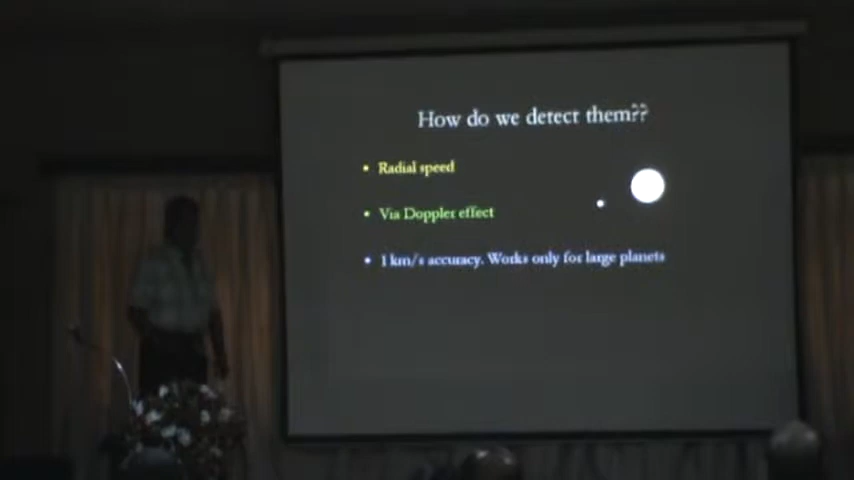 How do we detect them??
• Radial speed
• Via Doppler effect
• 1 km/s accuracy. Works only for large planets